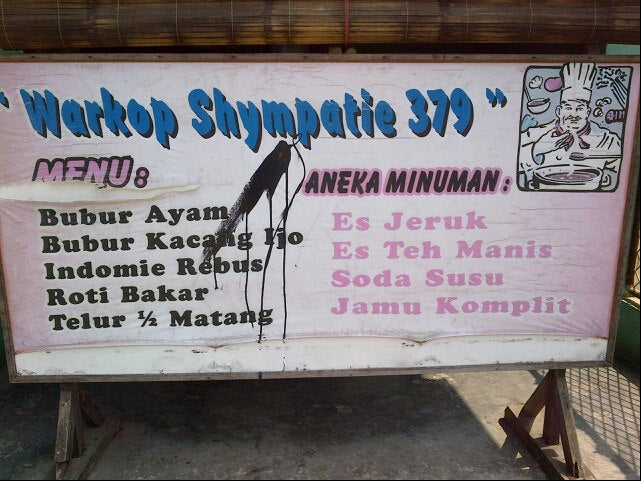 " Warkop Shympatie 379 "
MENU :
Bubur Ayam
Bubur Kacang Ijo
Indomie Rebus
Roti Bakar
Telur ½ Matang
ANEKA MINUMAN :
Es Jeruk
Es Teh Manis
Soda Susu
Jamu Komplit